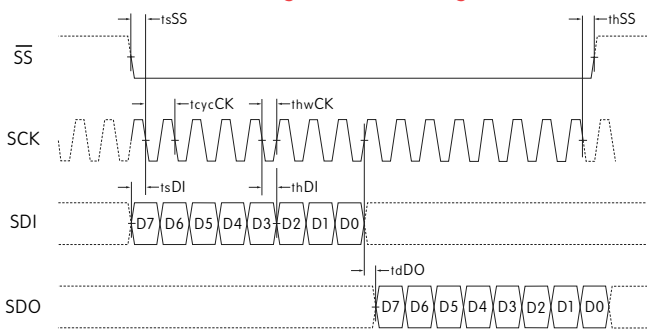 tsSS thSS
SS
tcycCK thwCK
SCK
tsDI thDI
SDI D7 D6 D5 D4 D3 D2 D1 D0
tdDO
SDO D7 D6 D5 D4 D3 D2 D1 D0